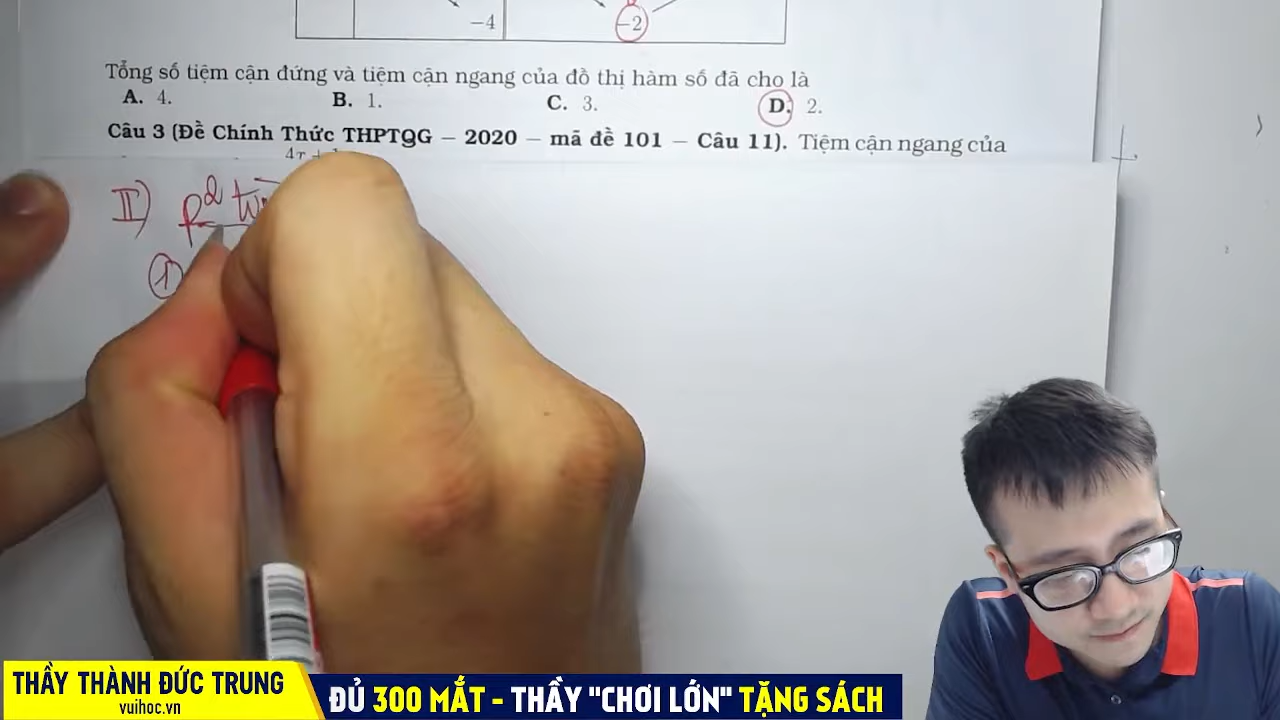 -4
-2
Tổng số tiệm cận đứng và tiệm cận ngang của đồ thị hàm số đã cho là
A. 4. B. 1. C. 3. D. 2.
Câu 3 (Đề Chính Thức THPTQG – 2020 – mã đề 101 – Câu 11). Tiệm cận ngang của
II) P²
①
THẦY THÀNH ĐỨC TRUNG
vuihoc.vn
ĐỦ 300 MẮT - THẦY "CHƠI LỚN" TẶNG SÁCH